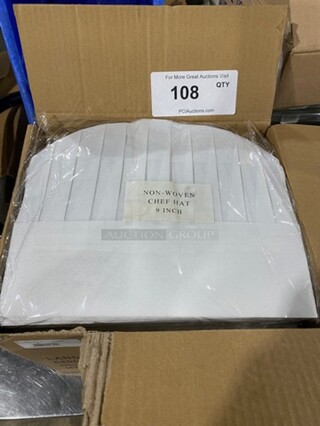 For More Great Auctions Visit
108 QTY
PCIAuctions.com
NON-WOVEN
CHEF HAT
9 INCH
AUCTION GROUP